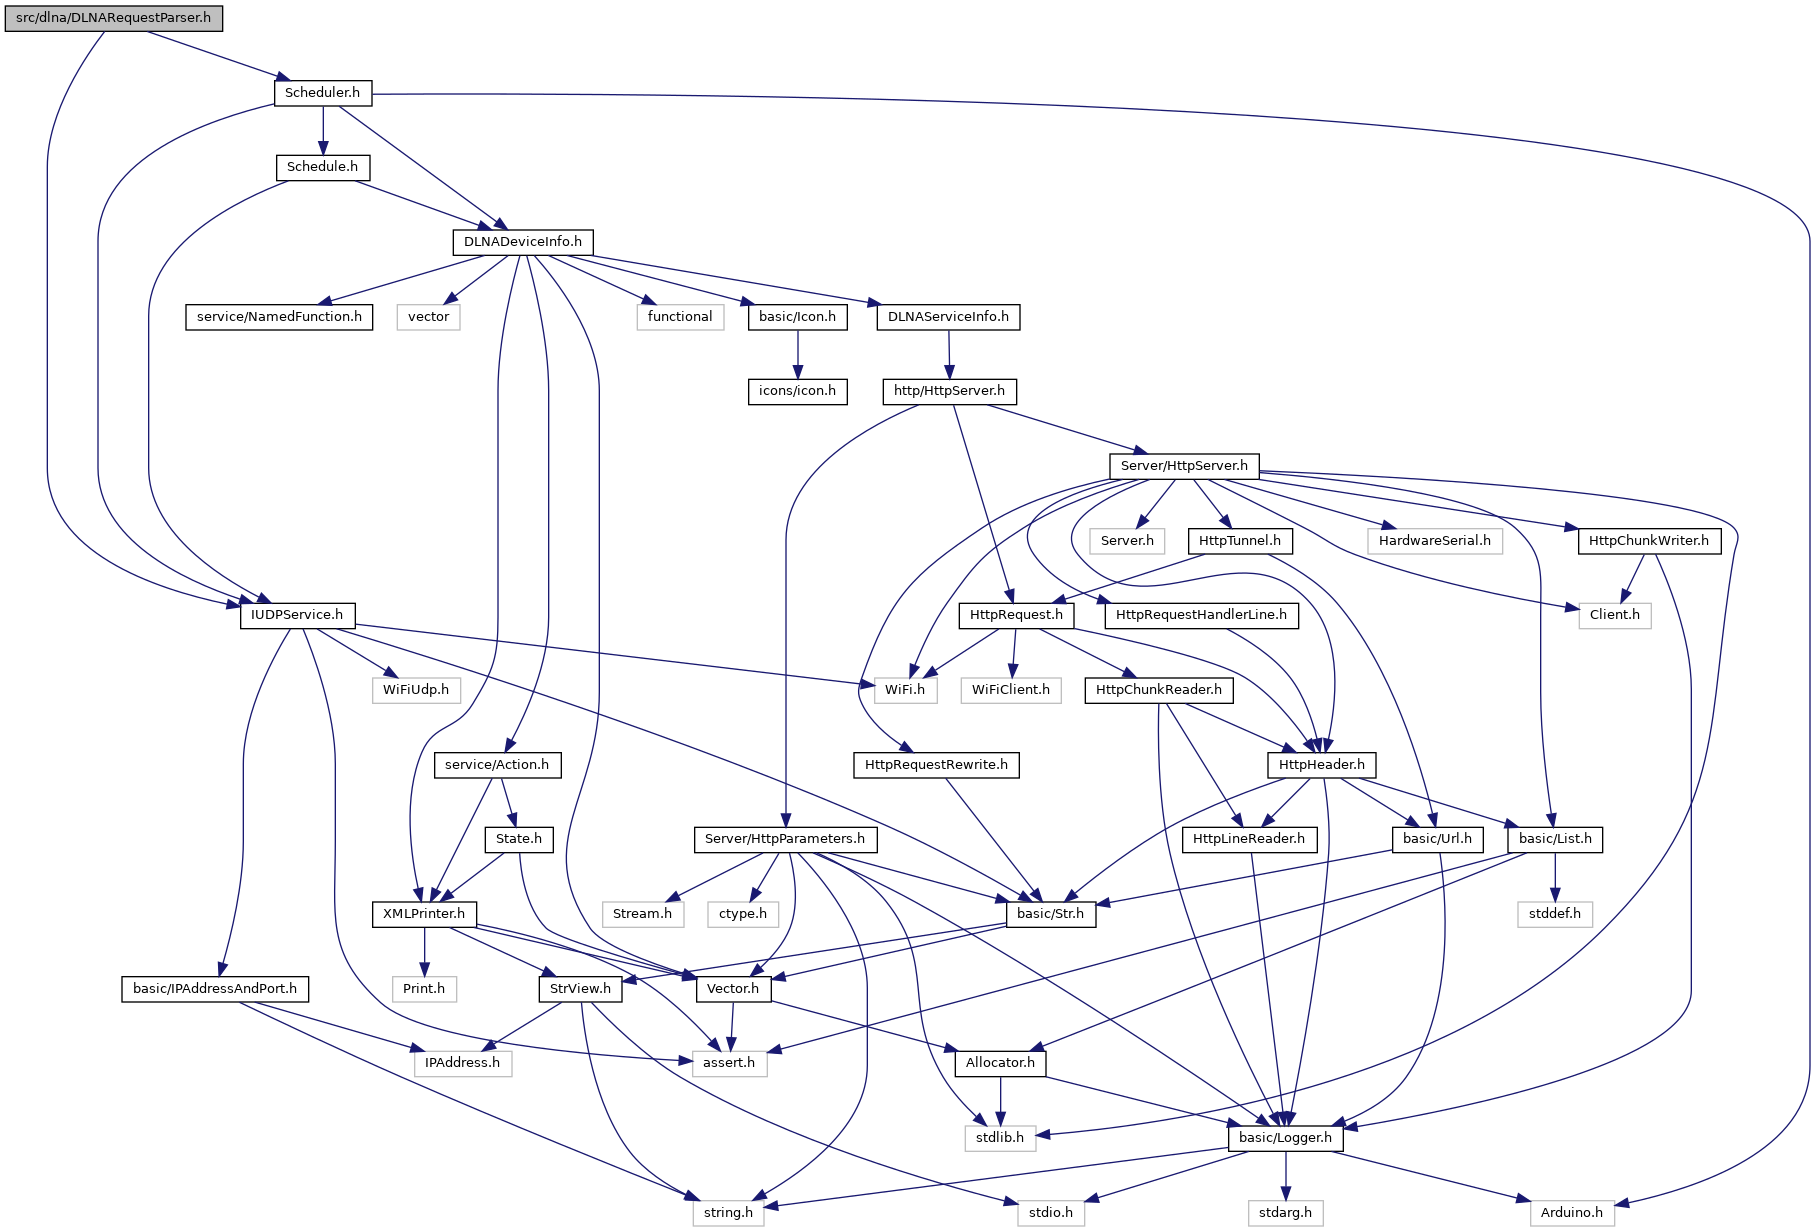 src/dlna/DLNARequestParser.h
Scheduler.h
Schedule.h
DLNADeviceInfo.h
service/NamedFunction.h
vector
functional
basic/Icon.h
DLNAServiceInfo.h
icons/icon.h
http/HttpServer.h
Server/HttpServer.h
Server.h
HttpTunnel.h
HardwareSerial.h
HttpChunkWriter.h
IUDPService.h
HttpRequest.h
HttpRequestHandlerLine.h
Client.h
WiFiUdp.h
WiFi.h
WiFiClient.h
HttpChunkReader.h
service/Action.h
HttpRequestRewrite.h
HttpHeader.h
State.h
Server/HttpParameters.h
HttpLineReader.h
basic/Url.h
basic/List.h
XMLPrinter.h
Stream.h
ctype.h
basic/Str.h
stddef.h
basic/IPAddressAndPort.h
Print.h
StrView.h
Vector.h
IPAddress.h
assert.h
Allocator.h
stdlib.h
basic/Logger.h
string.h
stdio.h
stdarg.h
Arduino.h